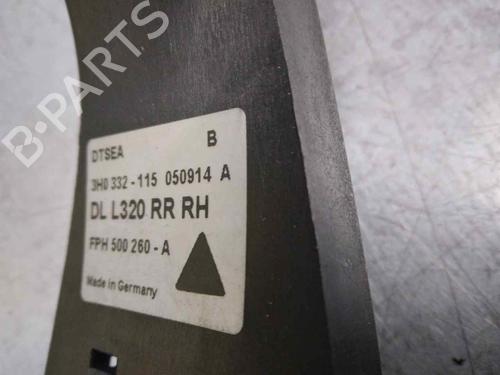 B-PARTS
DTSEA B
3H0 332-115 050914 A
DL L320 RR RH
FPH 500 260-A
Made in Germany